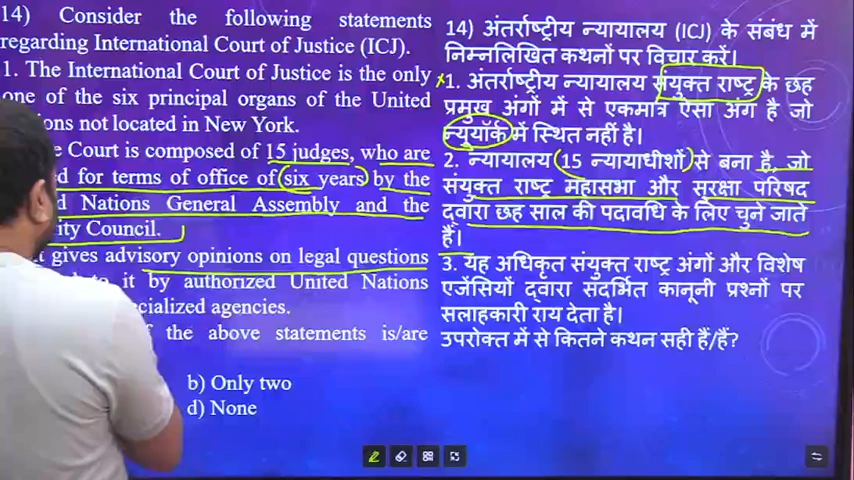 14) Consider the following statements
regarding International Court of Justice (ICJ).
1. The International Court of Justice is the only
one of the six principal organs of the United
ons not located in New York.
e Court is composed of 15 judges, who are
ed for terms of office of six years by the
d Nations General Assembly and the
ity Council.
t gives advisory opinions on legal questions
it by authorized United Nations
ecialized agencies.
f the above statements is/are
b) Only two
d) None
14) अंतर्राष्ट्रीय न्यायालय (ICJ) के संबंध में
निम्नलिखित कथनों पर विचार करें।
1. अंतर्राष्ट्रीय न्यायालय संयुक्त राष्ट्र के छह
प्रमुख अंगों में से एकमात्र ऐसा अंग है जो
न्यूयॉर्क में स्थित नहीं है।
2. न्यायालय (15 न्यायाधीशों) से बना है, जो
संयुक्त राष्ट्र महासभा और सुरक्षा परिषद
द्वारा छह साल की पदावधि के लिए चुने जाते
हैं।
3. यह अधिकृत संयुक्त राष्ट्र अंगों और विशेष
एजेंसियों द्वारा संदर्भित कानूनी प्रश्नों पर
सलाहकारी राय देता है।
उपरोक्त में से कितने कथन सही हैं/हैं?